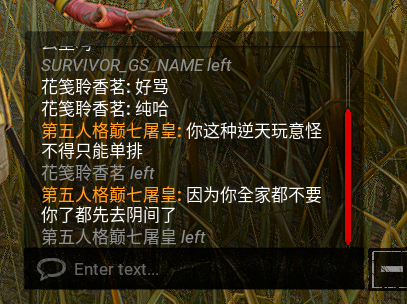 SURVIVOR_GS_NAME left
花笺聆香茗: 好骂
花笺聆香茗: 纯哈
第五人格巅七屠皇: 你这种逆天玩意怪
不得只能单排
花笺聆香茗 left
第五人格巅七屠皇: 因为你全家都不要
你了都先去阴间了
第五人格巅七屠皇 left
Enter text...